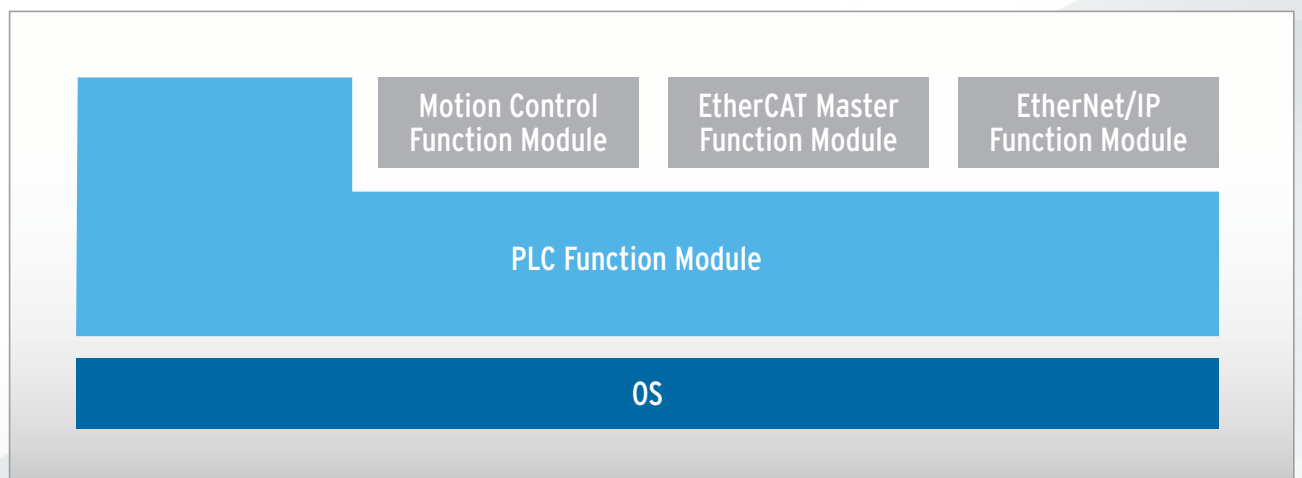 Motion Control
Function Module
EtherCAT Master
Function Module
EtherNet/IP
Function Module
PLC Function Module
OS